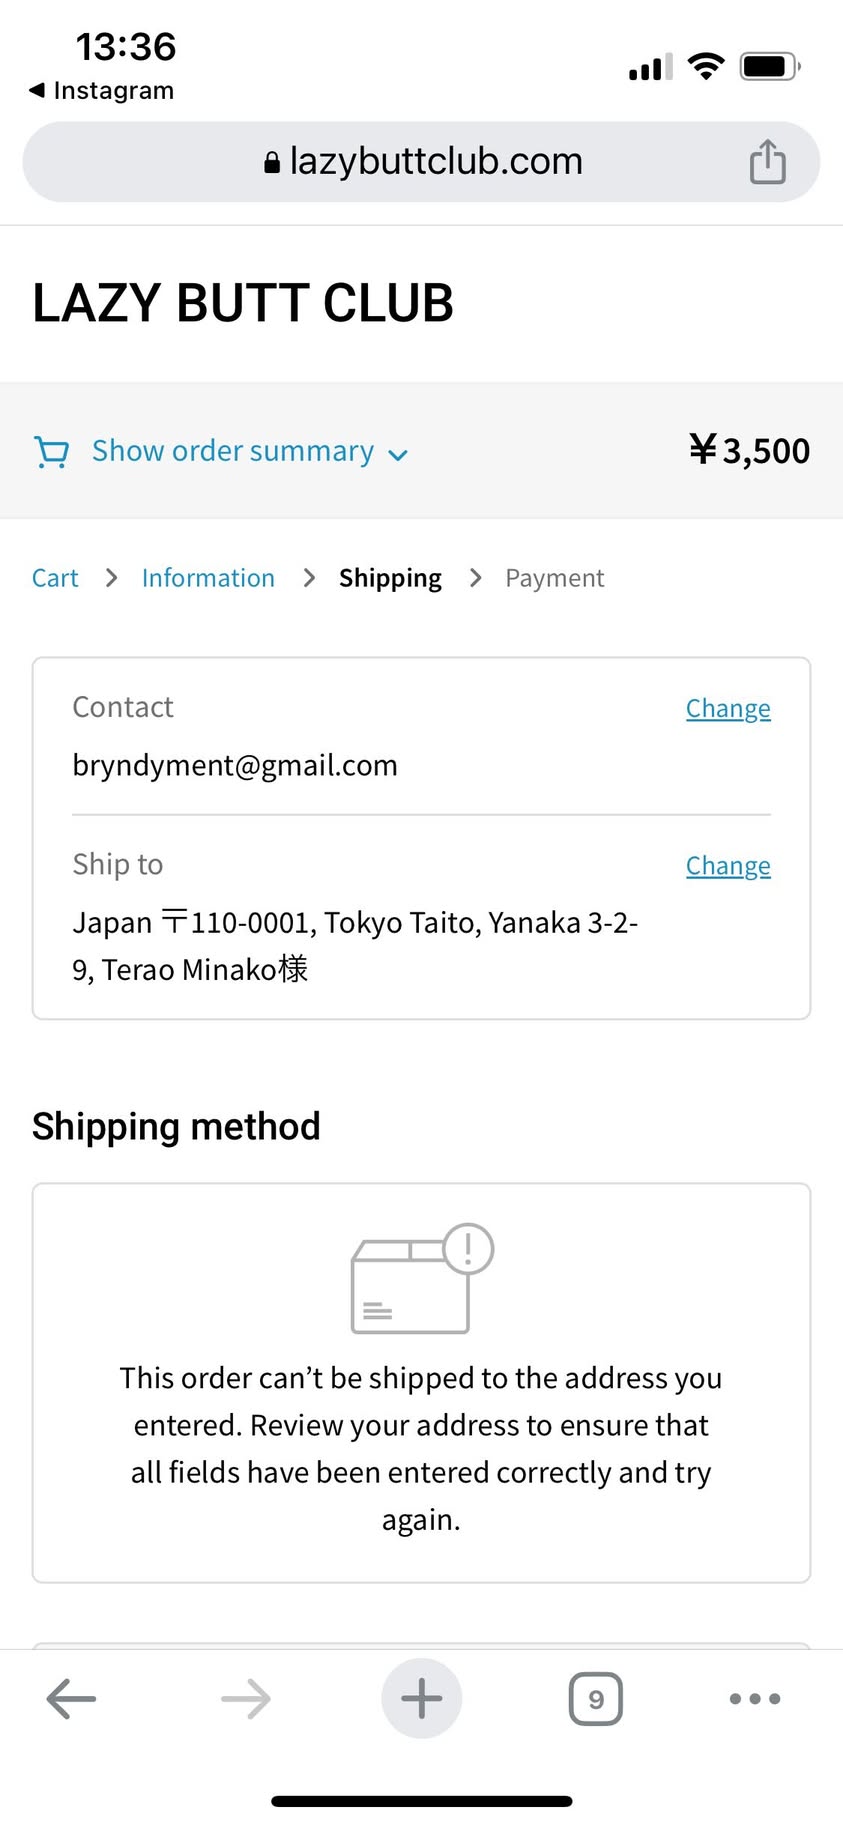 13:36
◀ Instagram
lazybuttclub.com
LAZY BUTT CLUB
Show order summary
¥3,500
Cart > Information > Shipping > Payment
Contact
Change
bryndyment@gmail.com
Ship to
Change
Japan 〒110-0001, Tokyo Taito, Yanaka 3-2-
9, Terao Minako様
Shipping method
This order can’t be shipped to the address you
entered. Review your address to ensure that
all fields have been entered correctly and try
again.
9